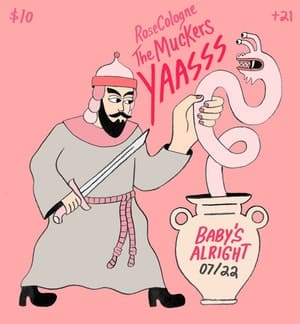 $10
+21
RoseCologne
The Muckers
YAASSS
BABY'S
ALRIGHT
07/22